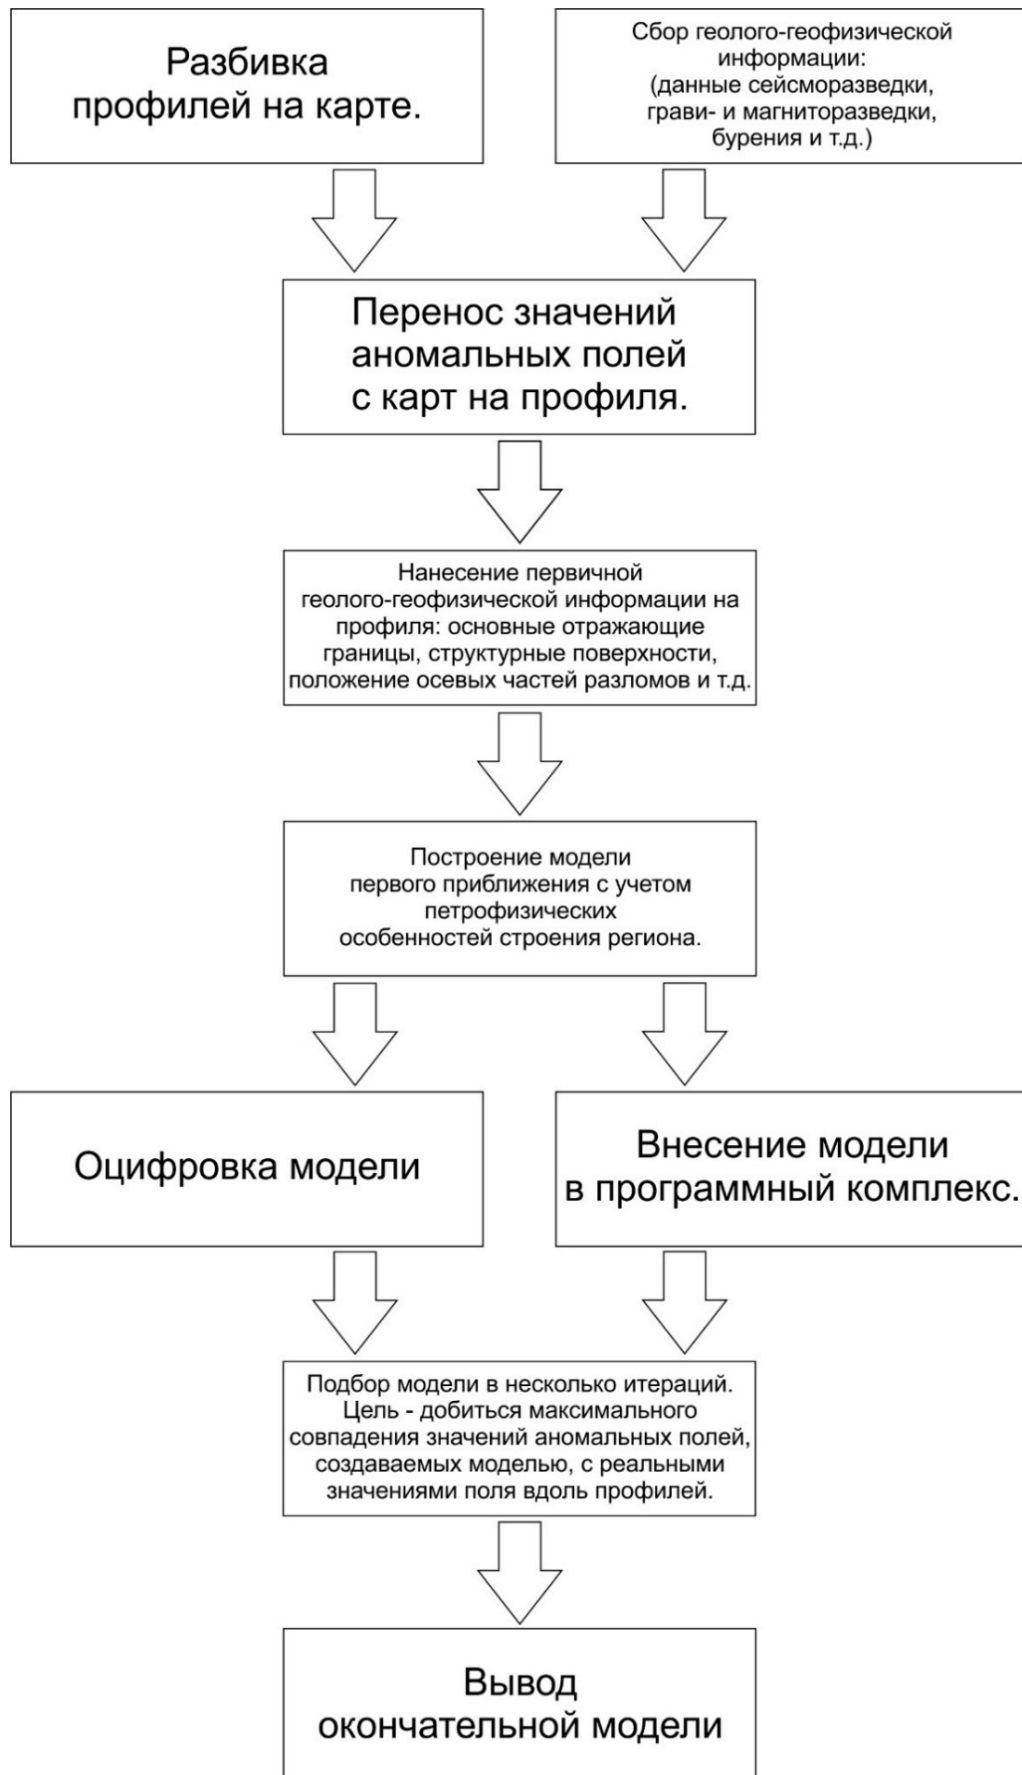 Разбивка
профилей на карте.
Сбор геолого-геофизической
информации:
(данные сейсморазведки,
грави- и магниторазведки,
бурения и т.д.)
Перенос значений
аномальных полей
с карт на профиля.
Нанесение первичной
геолого-геофизической информации на
профиля: основные отражающие
границы, структурные поверхности,
положение осевых частей разломов и т.д.
Построение модели
первого приближения с учетом
петрофизических
особенностей строения региона.
Оцифровка модели
Внесение модели
в программный комплекс.
Подбор модели в несколько итераций.
Цель - добиться максимального
совпадения значений аномальных полей,
создаваемых моделью, с реальными
значениями поля вдоль профилей.
Вывод
окончательной модели